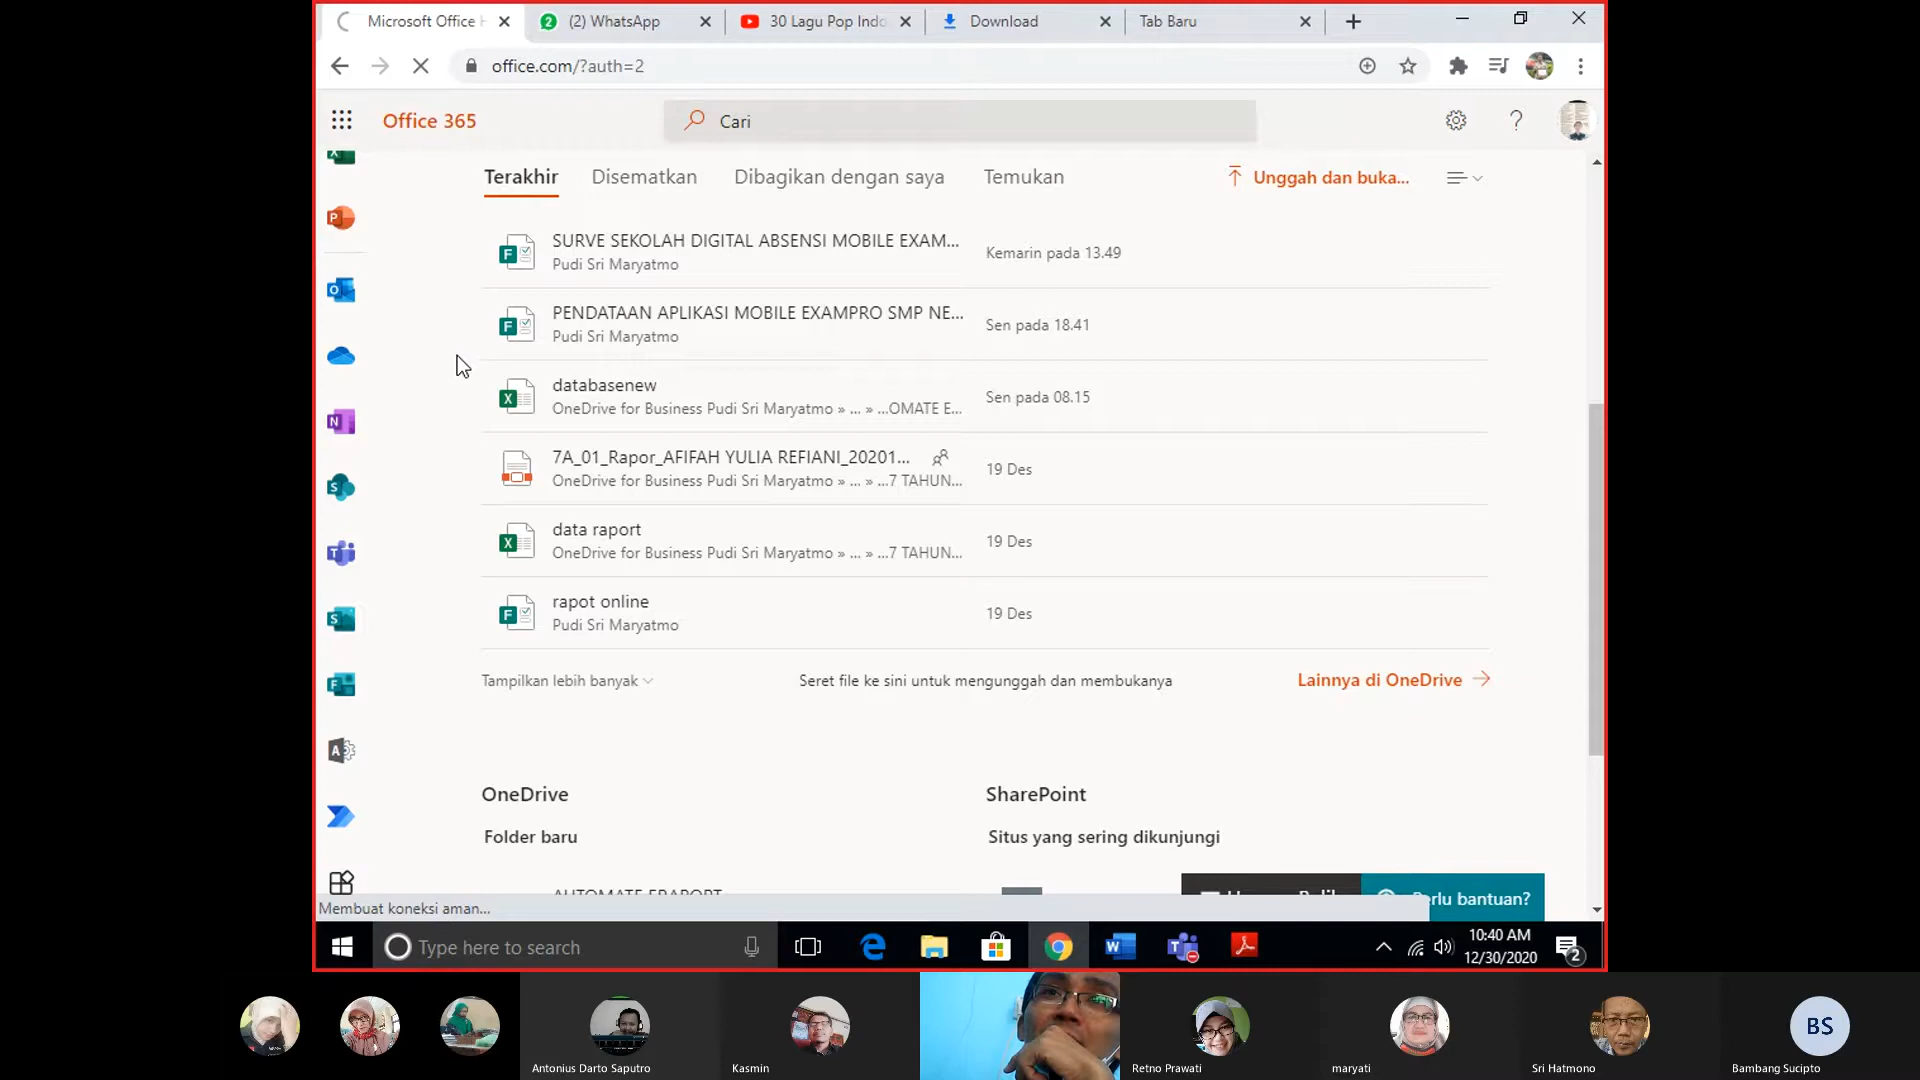 Microsoft Office
(2) WhatsApp
30 Lagu Pop Indo
Download
Tab Baru
office.com/?auth=2
Office 365
Cari
Terakhir
Disematkan
Dibagikan dengan saya
Temukan
Unggah dan buka...
SURVE SEKOLAH DIGITAL ABSENSI MOBILE EXAM...
Pudi Sri Maryatmo
Kemarin pada 13.49
PENDATAAN APLIKASI MOBILE EXAMPRO SMP NE...
Pudi Sri Maryatmo
Sen pada 18.41
databasenew
OneDrive for Business Pudi Sri Maryatmo » ... » ...OMATE E...
Sen pada 08.15
7A_01_Rapor_AFIFAH YULIA REFIANI_20201...
OneDrive for Business Pudi Sri Maryatmo » ... » ...7 TAHUN...
19 Des
data raport
OneDrive for Business Pudi Sri Maryatmo » ... » ...7 TAHUN...
19 Des
rapot online
Pudi Sri Maryatmo
19 Des
Tampilkan lebih banyak
Seret file ke sini untuk mengunggah dan membukanya
Lainnya di OneDrive
OneDrive
SharePoint
Folder baru
Situs yang sering dikunjungi
AUTOMATE ERAPORT
bantuan?
Membuat koneksi aman...
Type here to search
10:40 AM
12/30/2020
2
BS
Antonius Darto Saputro
Kasmin
Retno Prawati
maryati
Sri Hatmono
Bambang Sucipto